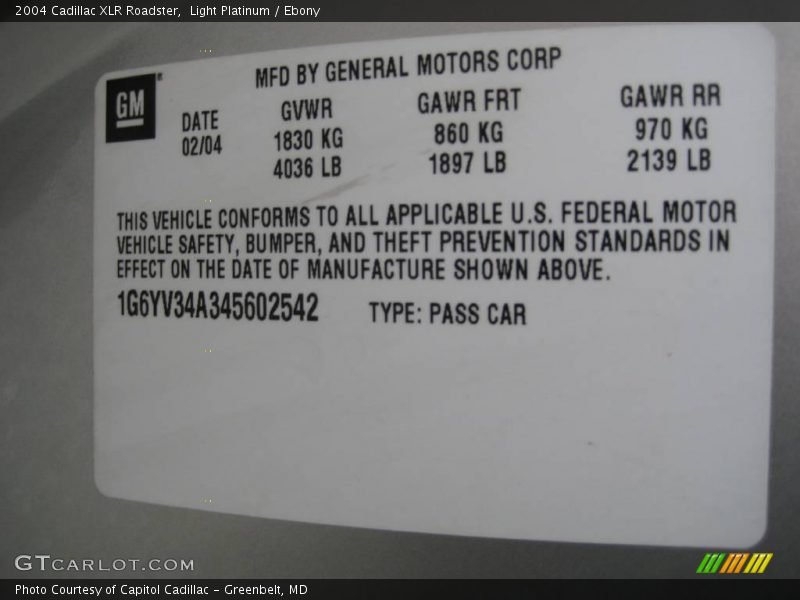 2004 Cadillac XLR Roadster,  Light Platinum / Ebony
MFD BY GENERAL MOTORS CORP
GM
DATE
02/04
GVWR
1830 KG
4036 LB
GAWR FRT
860 KG
1897 LB
GAWR RR
970 KG
2139 LB
THIS VEHICLE CONFORMS TO ALL APPLICABLE U.S. FEDERAL MOTOR
VEHICLE SAFETY, BUMPER, AND THEFT PREVENTION STANDARDS IN
EFFECT ON THE DATE OF MANUFACTURE SHOWN ABOVE.
1G6YV34A345602542 TYPE: PASS CAR
GTCARLOT.COM
Photo Courtesy of Capitol Cadillac - Greenbelt, MD